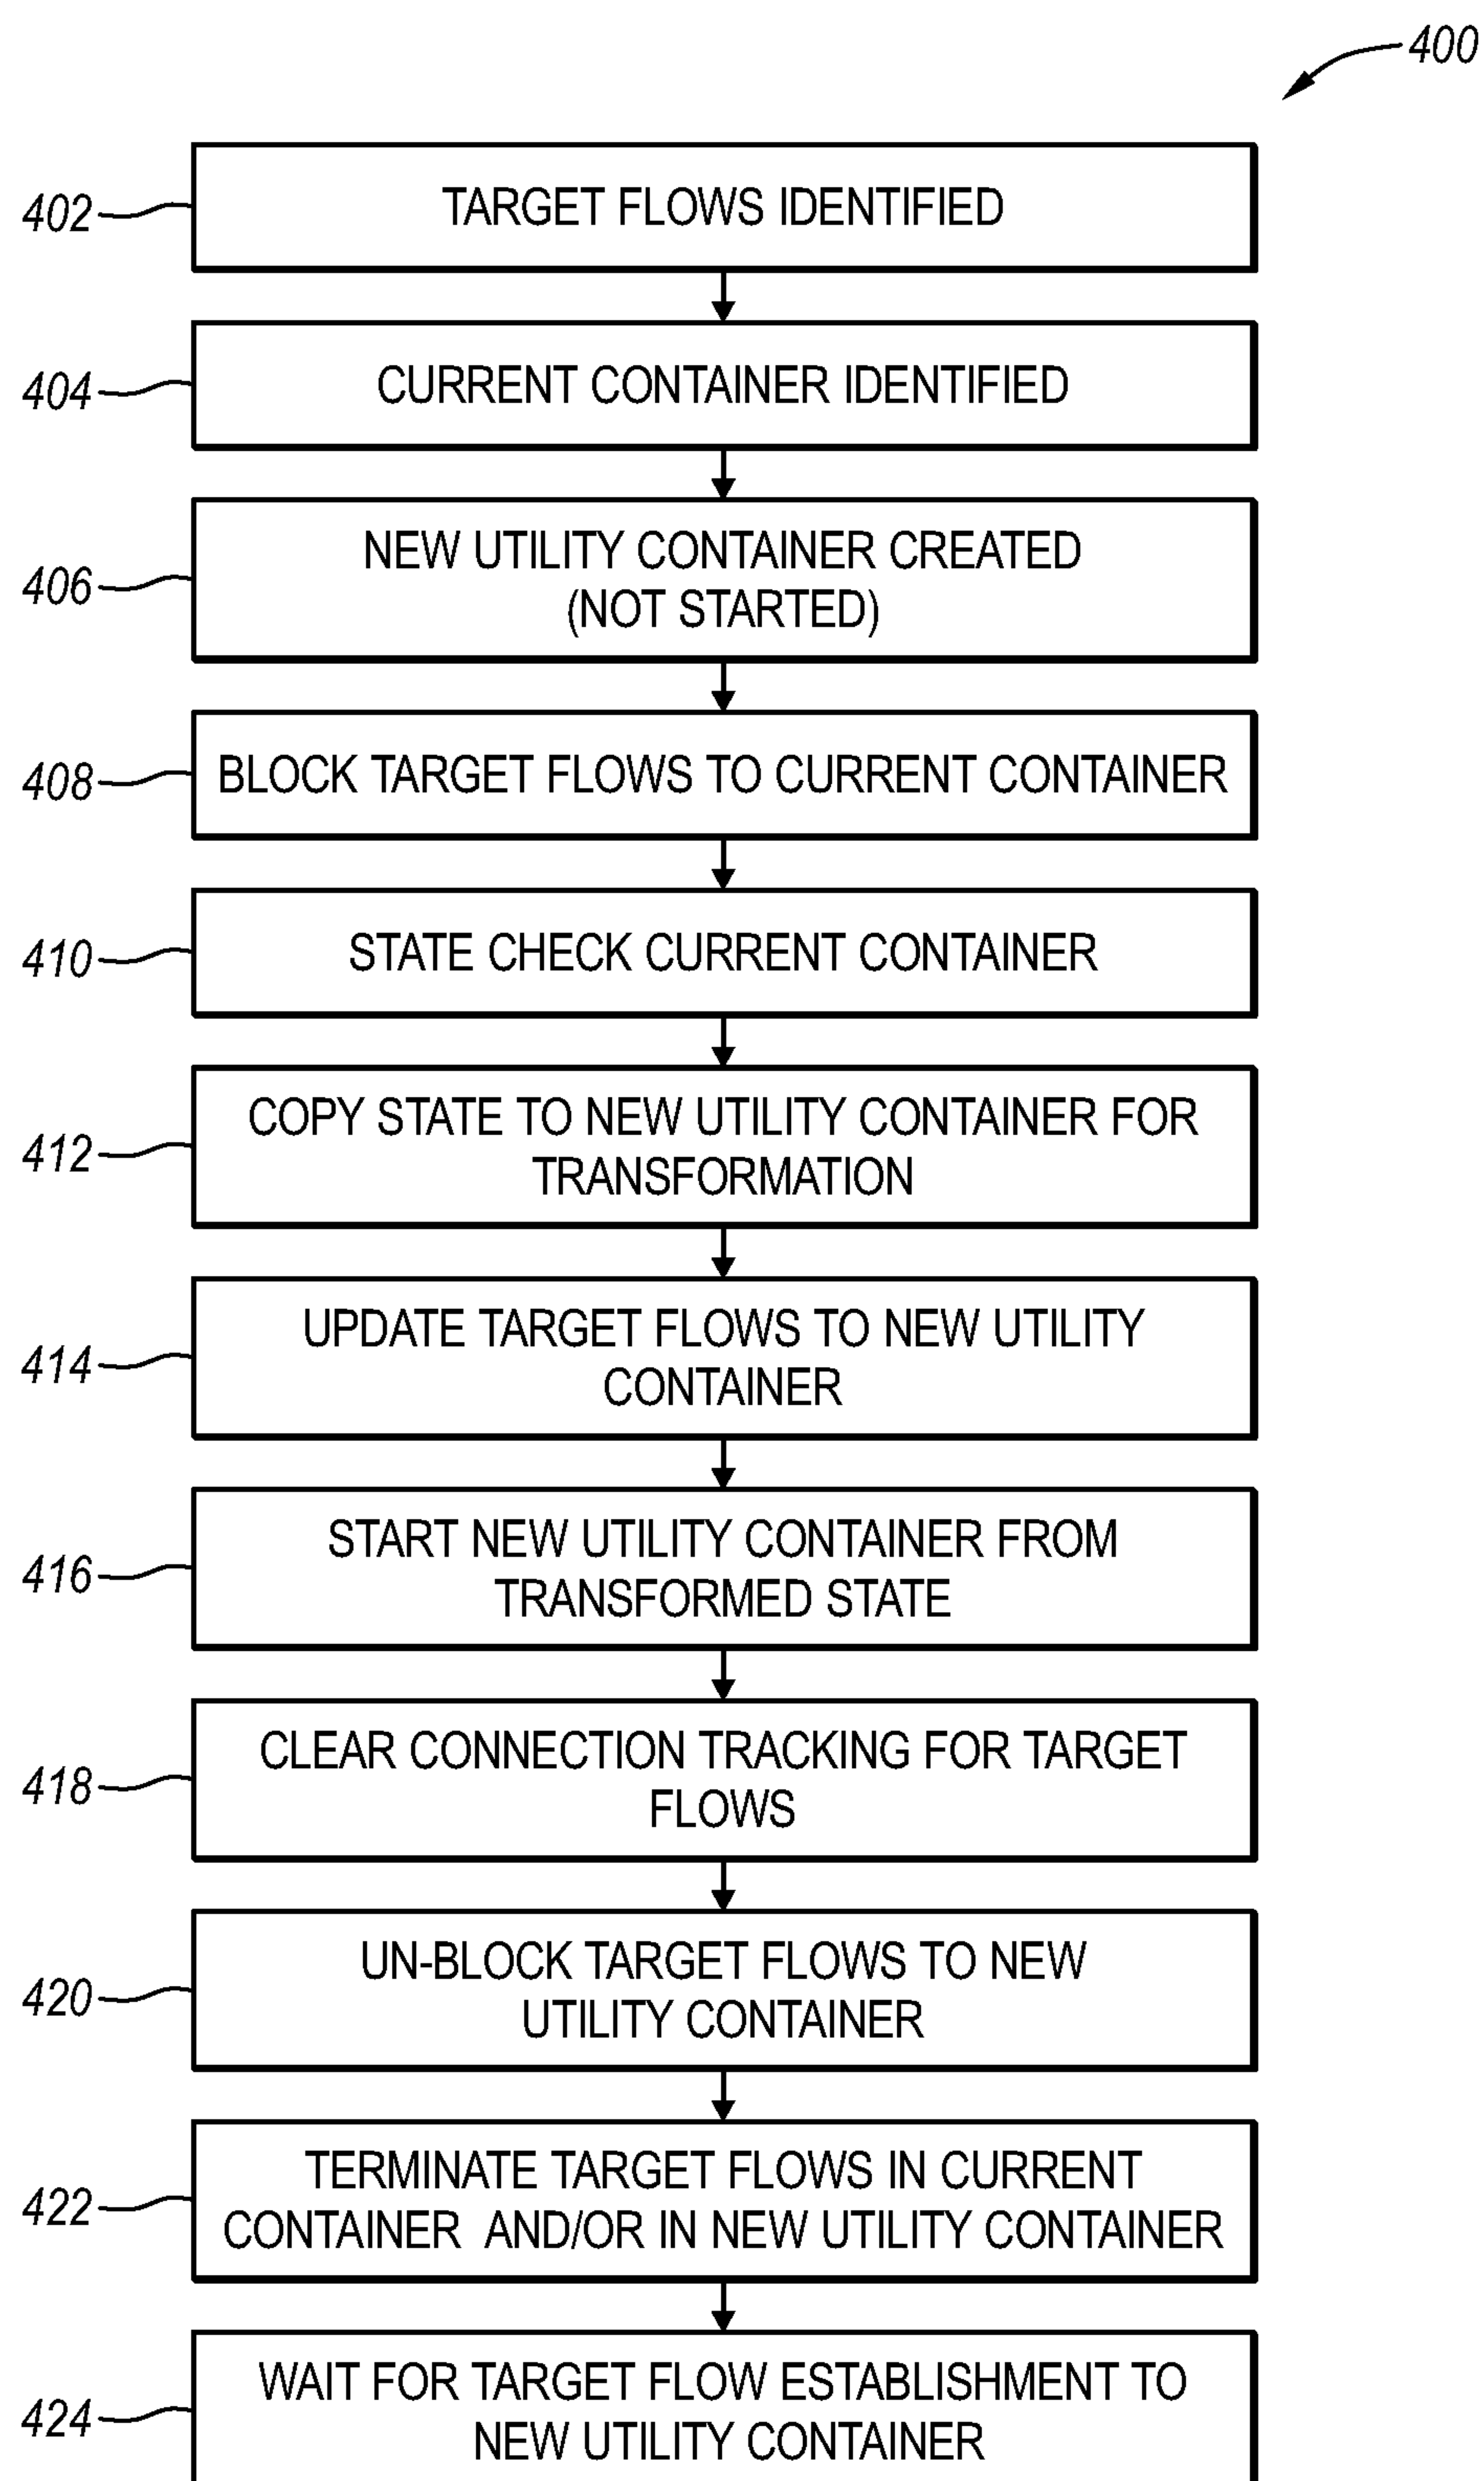 400
402
TARGET FLOWS IDENTIFIED
404
CURRENT CONTAINER IDENTIFIED
406
NEW UTILITY CONTAINER CREATED
(NOT STARTED)
408
BLOCK TARGET FLOWS TO CURRENT CONTAINER
410
STATE CHECK CURRENT CONTAINER
412
COPY STATE TO NEW UTILITY CONTAINER FOR
TRANSFORMATION
414
UPDATE TARGET FLOWS TO NEW UTILITY
CONTAINER
416
START NEW UTILITY CONTAINER FROM
TRANSFORMED STATE
418
CLEAR CONNECTION TRACKING FOR TARGET
FLOWS
420
UN-BLOCK TARGET FLOWS TO NEW
UTILITY CONTAINER
422
TERMINATE TARGET FLOWS IN CURRENT
CONTAINER AND/OR IN NEW UTILITY CONTAINER
424
WAIT FOR TARGET FLOW ESTABLISHMENT TO
NEW UTILITY CONTAINER